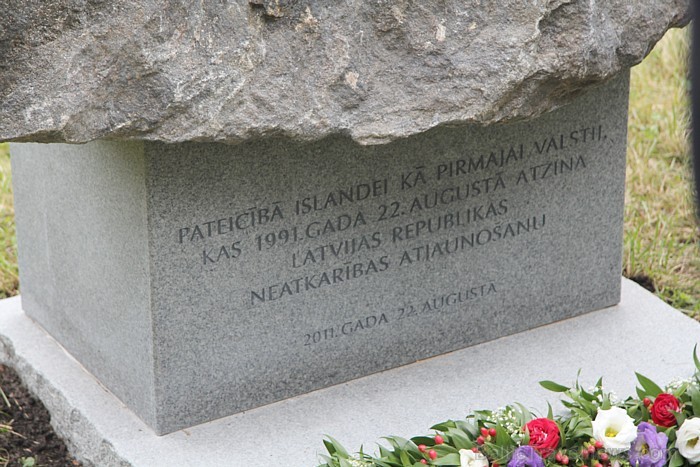 PATEICĪBĀ ISLANDEI KĀ PIRMAJAI VALSTIJ,
KAS 1991.GADA 22.AUGUSTĀ ATZINA
LATVIJAS REPUBLIKAS
NEATKARĪBAS ATJAUNOŠANU
2011.GADA 22.AUGUSTĀ